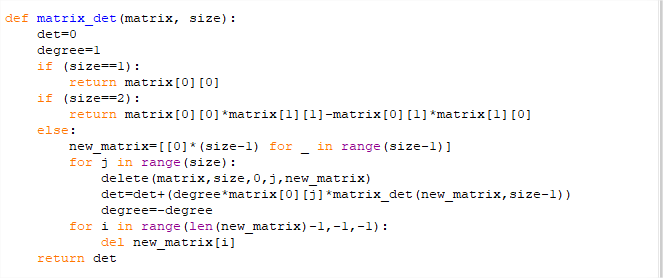 def matrix_det(matrix, size):
    det=0
    degree=1
    if (size==1):
        return matrix[0][0]
    if (size==2):
        return matrix[0][0]*matrix[1][1]-matrix[0][1]*matrix[1][0]
    else:
        new_matrix=[[0]*(size-1) for _ in range(size-1)]
        for j in range(size):
            delete(matrix,size,0,j,new_matrix)
            det=det+(degree*matrix[0][j]*matrix_det(new_matrix,size-1))
            degree=-degree
        for i in range(len(new_matrix)-1,-1,-1):
            del new_matrix[i]
    return det